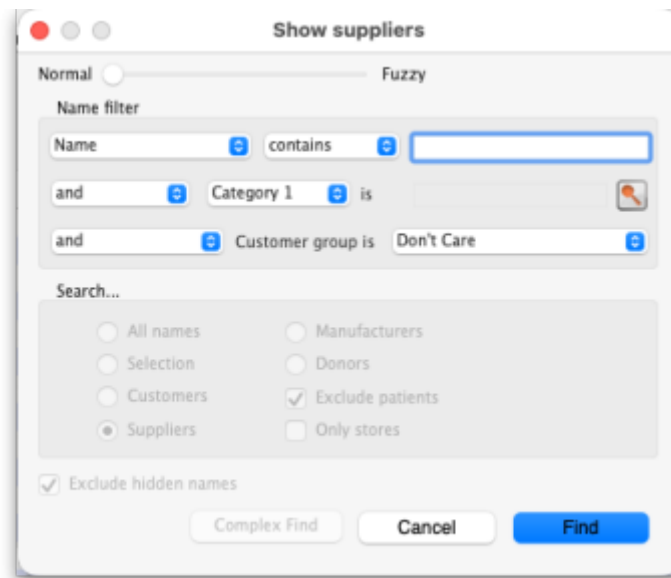 Show suppliers
Normal Fuzzy
Name filter
Name contains
and Category 1 is
and Customer group is Don't Care
Search...
All names Manufacturers
Selection Donors
Customers Exclude patients
Suppliers Only stores
Exclude hidden names
Complex Find Cancel Find